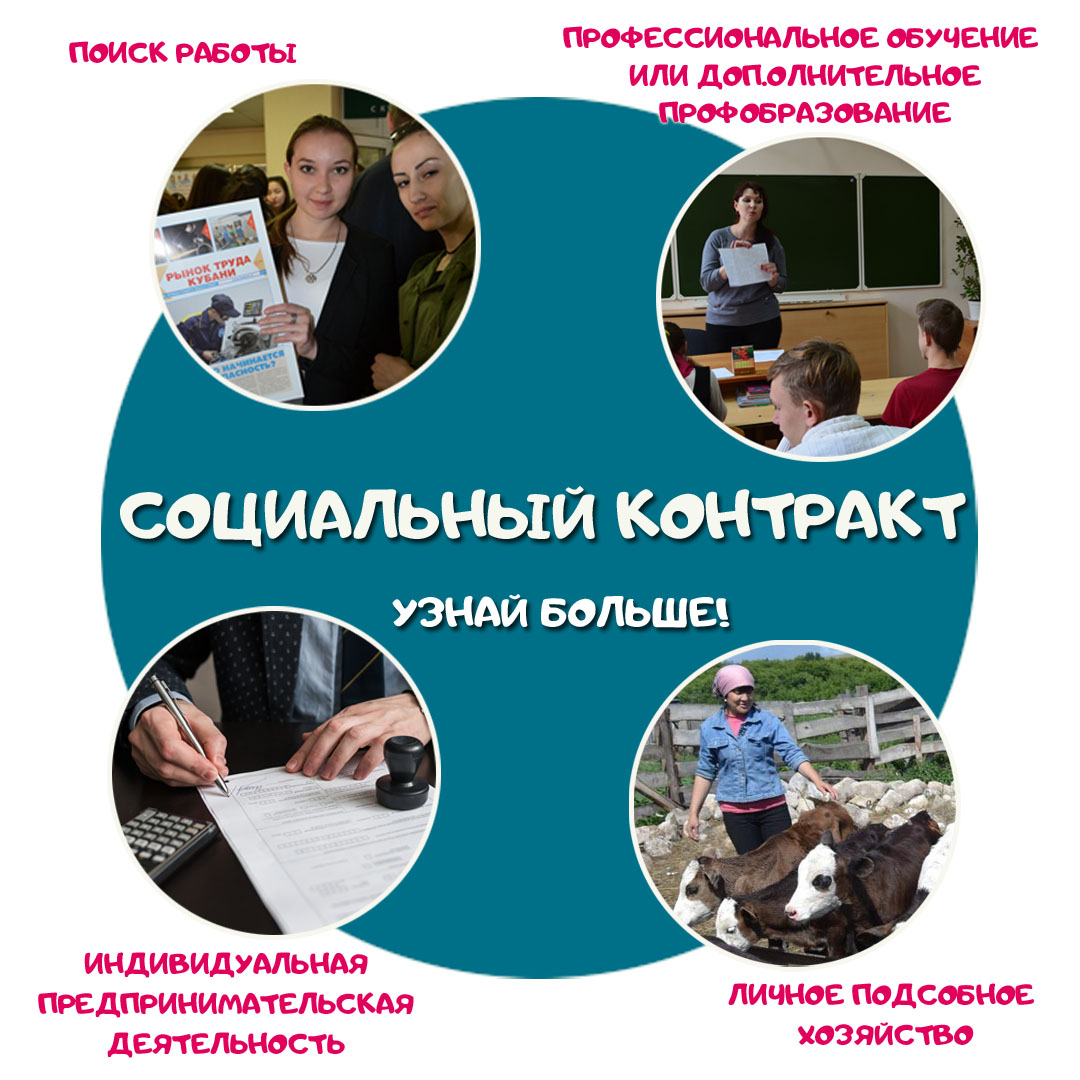 ПОИСК РАБОТЫ
ПРОФЕССИОНАЛЬНОЕ ОБУЧЕНИЕ
ИЛИ ДОП.ОЛНИТЕЛЬНОЕ
ПРОФОБРАЗОВАНИЕ
РЫНОК ТРУДА
КУБАНИ
НАЧИНАЕТСЯ
СОЦИАЛЬНЫЙ КОНТРАКТ
УЗНАЙ БОЛЬШЕ!
ИНДИВИДУАЛЬНАЯ
ПРЕДПРИНИМАТЕЛЬСКАЯ
ДЕЯТЕЛЬНОСТЬ
ЛИЧНОЕ ПОДСОБНОЕ
ХОЗЯЙСТВО